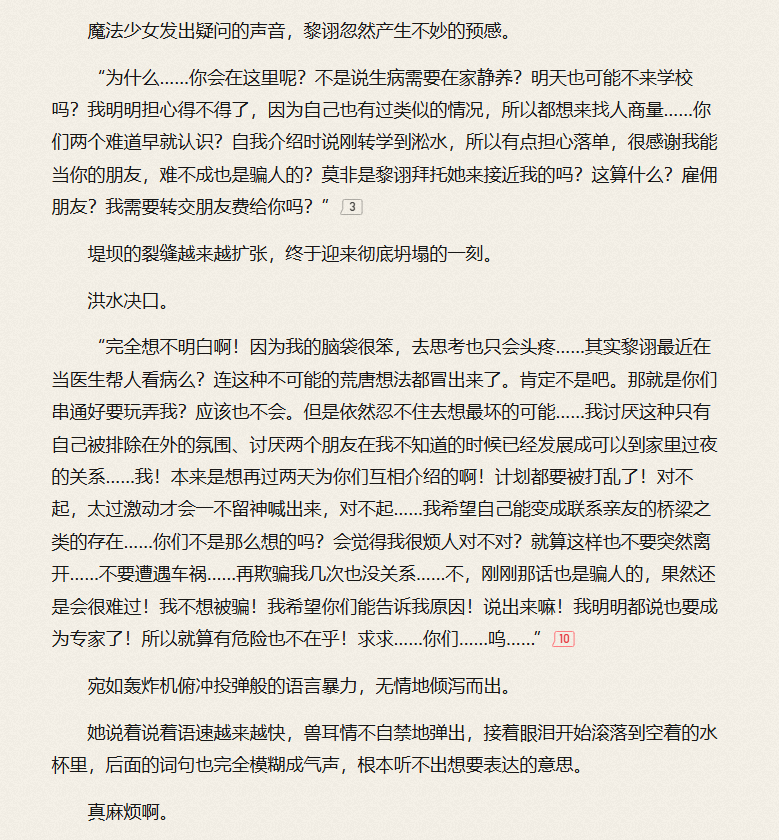 魔法少女发出疑问的声音，黎诩忽然产生不妙的预感。
“为什么……你会在这里呢？不是说生病需要在家静养？明天也可能不来学校
吗？我明明担心得不得了，因为自己也有过类似的情况，所以都想来找人商量……你
们两个难道早就认识？自我介绍时说刚转学到淞水，所以有点担心落单，很感谢我能
当你的朋友，难不成也是骗人的？莫非是黎诩拜托她来接近我的吗？这算什么？雇佣
朋友？我需要转交朋友费给你吗？” 3
堤坝的裂缝越来越扩张，终于迎来彻底坍塌的一刻。
洪水决口。
“完全想不明白啊！因为我的脑袋很笨，去思考也只会头疼……其实黎诩最近在
当医生帮人看病么？连这种不可能的荒唐想法都冒出来了。肯定不是吧。那就是你们
串通好要玩弄我？应该也不会。但是依然忍不住去想最坏的可能……我讨厌这种只有
自己被排除在外的氛围、讨厌两个朋友在我不知道的时候已经发展成可以到家里过夜
的关系……我！本来是想再过两天为你们互相介绍的啊！计划都要被打乱了！对不
起，太过激动才会一不留神喊出来，对不起……我希望自己能变成联系亲友的桥梁之
类的存在……你们不是那么想的吗？会觉得我很烦人对不对？就算这样也不要突然离
开……不要遭遇车祸……再欺骗我几次也没关系……不，刚刚那话也是骗人的，果然还
是会很难过！我不想被骗！我希望你们能告诉我原因！说出来嘛！我明明都说也要成
为专家了！所以就算有危险也不在乎！求求……你们……呜……” 10
宛如轰炸机俯冲投弹般的语言暴力，无情地倾泻而出。
她说着说着语速越来越快，兽耳情不自禁地弹出，接着眼泪开始滚落到空着的水
杯里，后面的词句也完全模糊成气声，根本听不出想要表达的意思。
真麻烦啊。